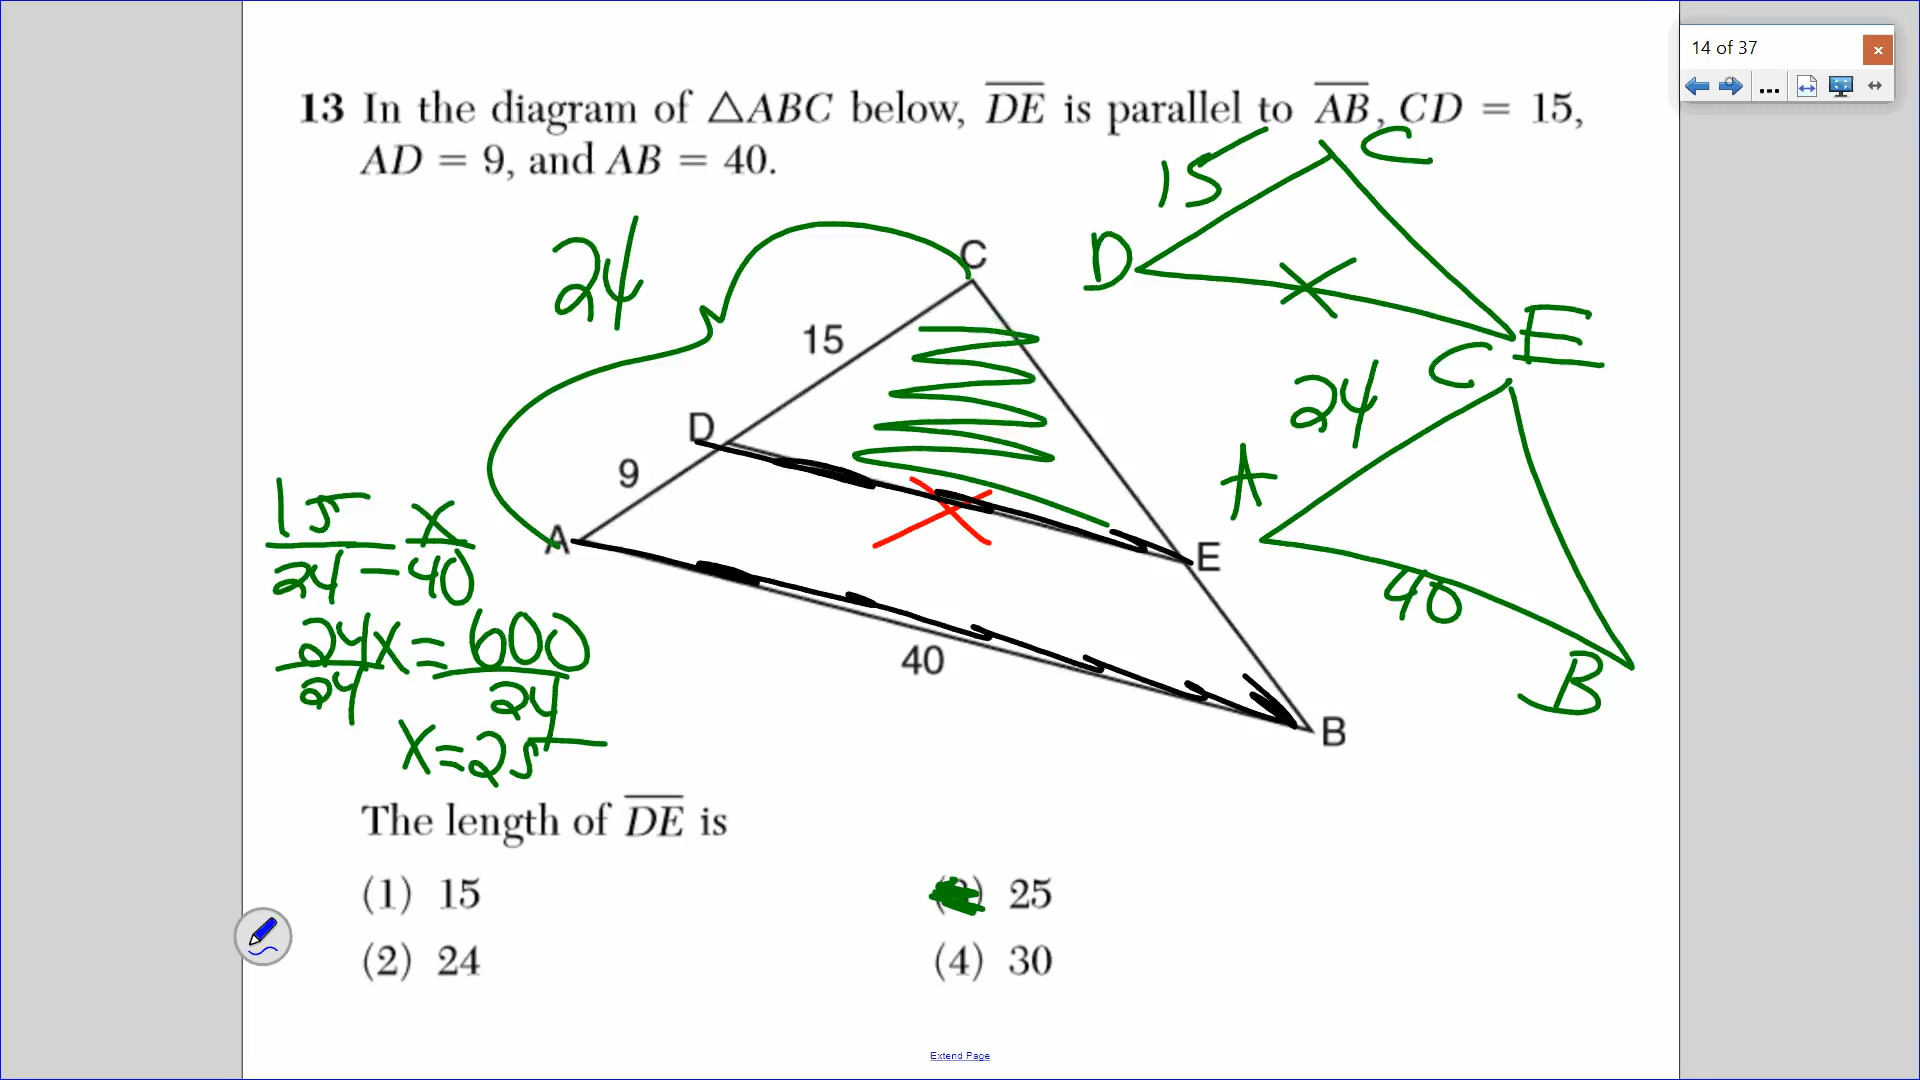 14 of 37
13 In the diagram of △ABC below, DE is parallel to AB, CD = 15,
AD = 9, and AB = 40.
15
C
D
X
E
24
C
15
D
9
A
E
40
B
C
24
A
40
B
15/24 = x/40
24x/24 = 600/24
x = 25
The length of DE is
(1) 15
25
(2) 24
(4) 30
Extend Page